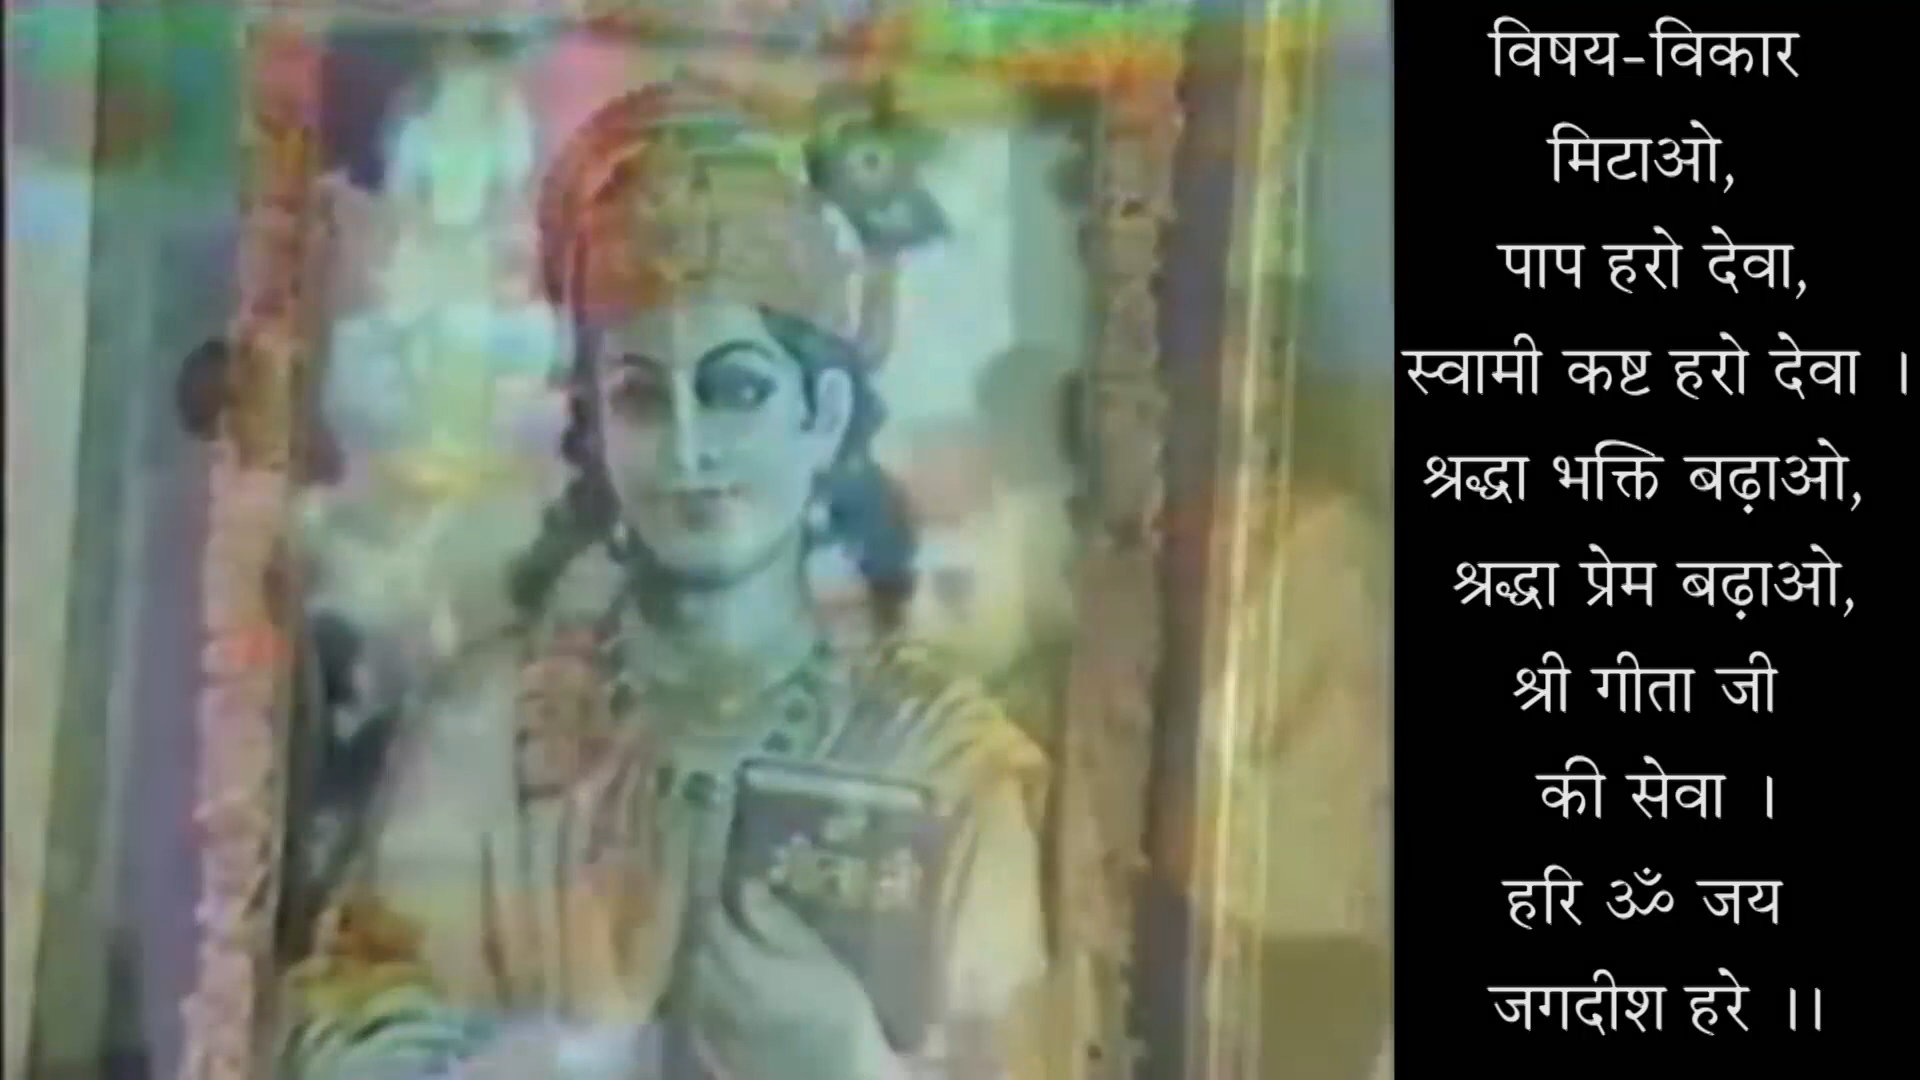 विषय-विकार
मिटाओ,
पाप हरो देवा,
स्वामी कष्ट हरो देवा ।
श्रद्धा भक्ति बढ़ाओ,
श्रद्धा प्रेम बढ़ाओ,
श्री गीता जी
की सेवा ।
हरि ॐ जय
जगदीश हरे ।।